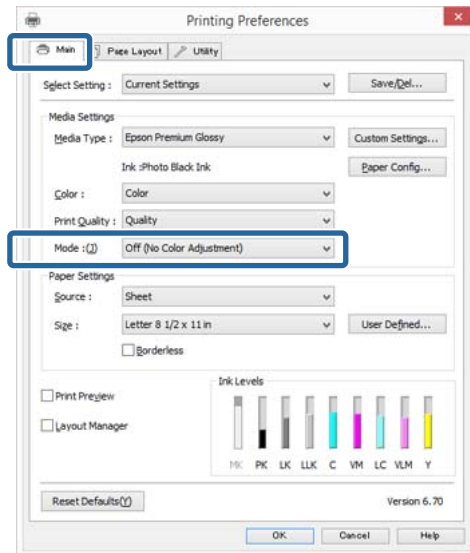 Printing Preferences
Main Page Layout Utility
Select Setting : Current Settings Save/Del...
Media Settings
Media Type : Epson Premium Glossy Custom Settings...
Ink :Photo Black Ink Paper Config...
Color : Color
Print Quality : Quality
Mode :(J) Off (No Color Adjustment)
Paper Settings
Source : Sheet
Size : Letter 8 1/2 x 11 in User Defined...
Borderless
Ink Levels
Print Preview
Layout Manager
MK PK LK LLK C VM LC VLM Y
Reset Defaults(Y) Version 6.70
OK Cancel Help